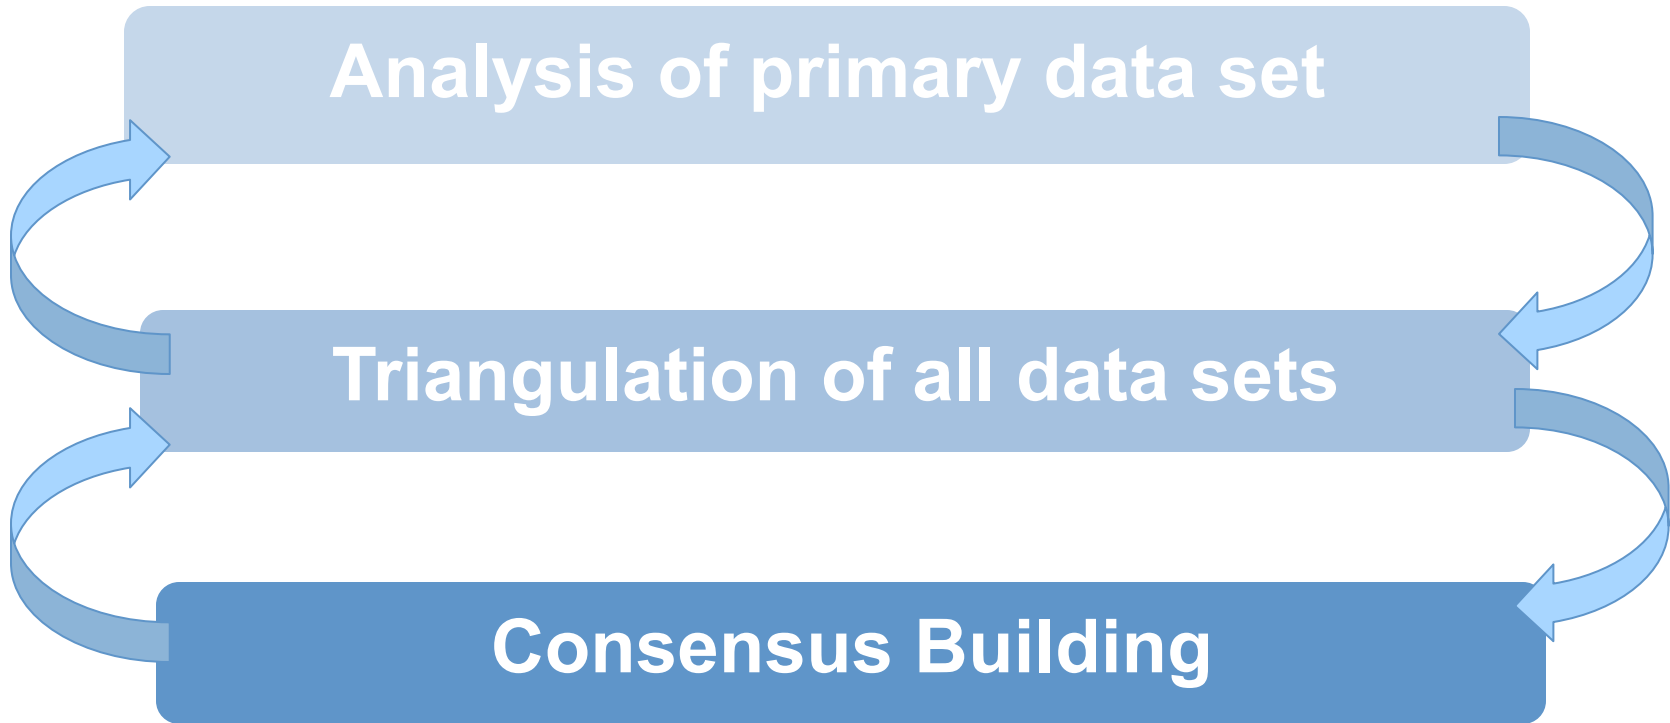 Analysis of primary data set
Triangulation of all data sets
Consensus Building